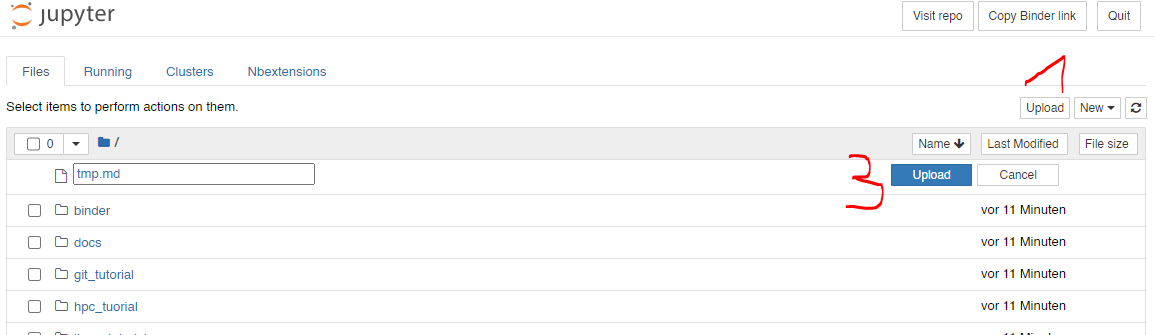 jupyter Visit repo Copy Binder link Quit
Files Running Clusters Nbextensions
1
Select items to perform actions on them. Upload New
0 / Name Last Modified File size
tmp.md 3 Upload Cancel
binder vor 11 Minuten
docs vor 11 Minuten
git_tutorial vor 11 Minuten
hpc_tuorial vor 11 Minuten